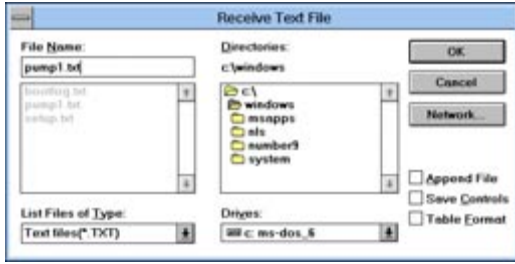 Receive Text File
File Name:
pump1.txt
bootlog.txt
pump1.txt
setup.txt
List Files of Type:
Text files(*.TXT)
Directories:
c:\windows
c:\
windows
msapps
nls
number9
system
Drives:
c: ms-dos_6
OK
Cancel
Network...
Append File
Save Controls
Table Format